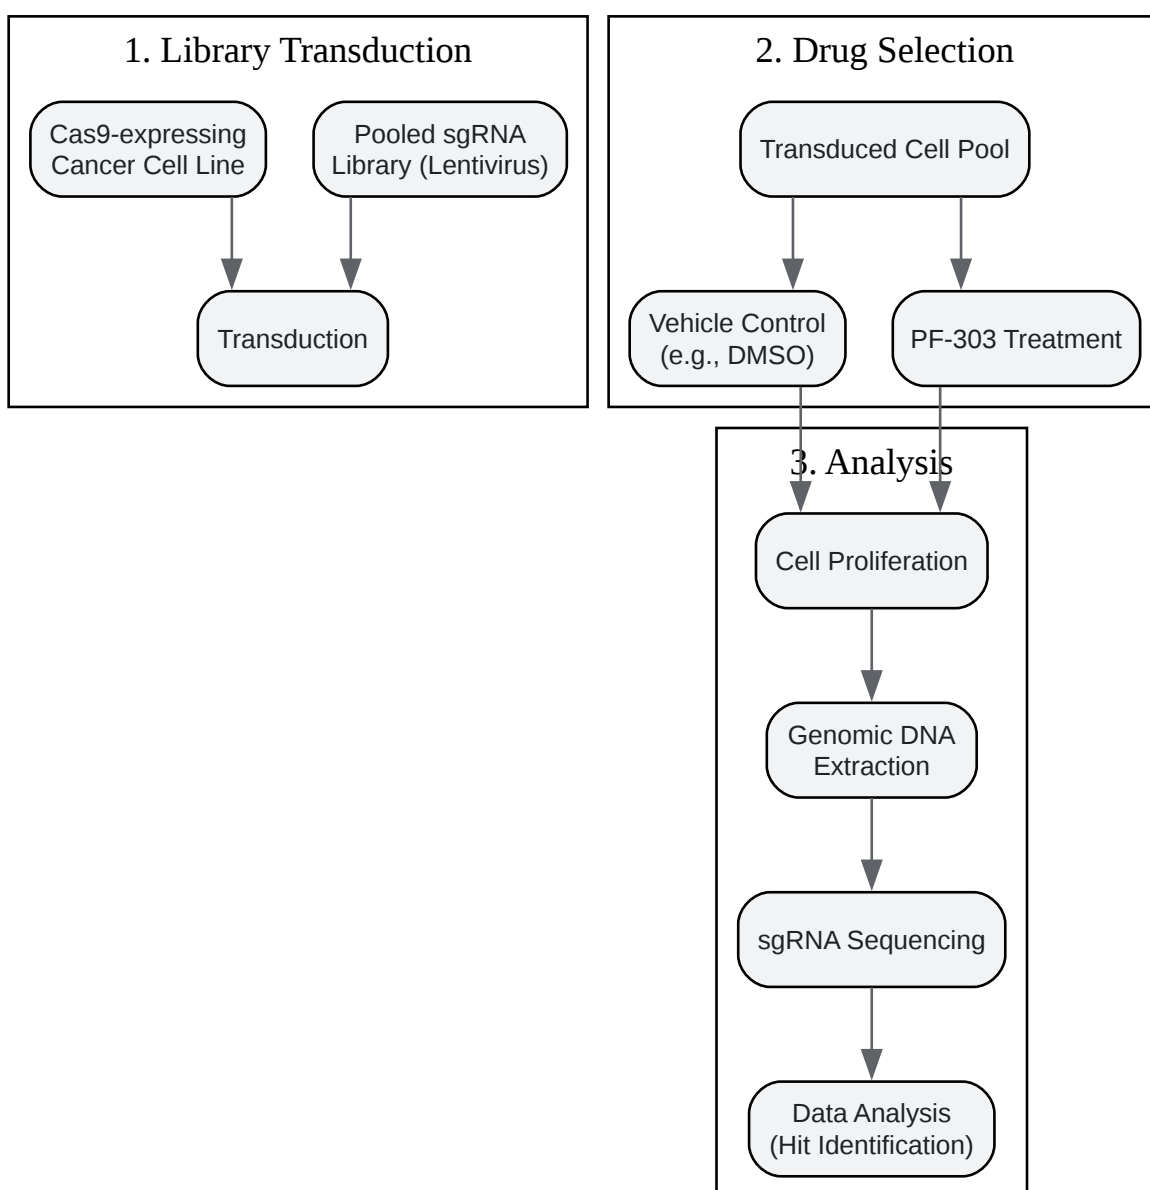 1. Library Transduction
Cas9-expressing
Cancer Cell Line
Pooled sgRNA
Library (Lentivirus)
Transduction
2. Drug Selection
Transduced Cell Pool
Vehicle Control
(e.g., DMSO)
PF-303 Treatment
3. Analysis
Cell Proliferation
Genomic DNA
Extraction
sgRNA Sequencing
Data Analysis
(Hit Identification)